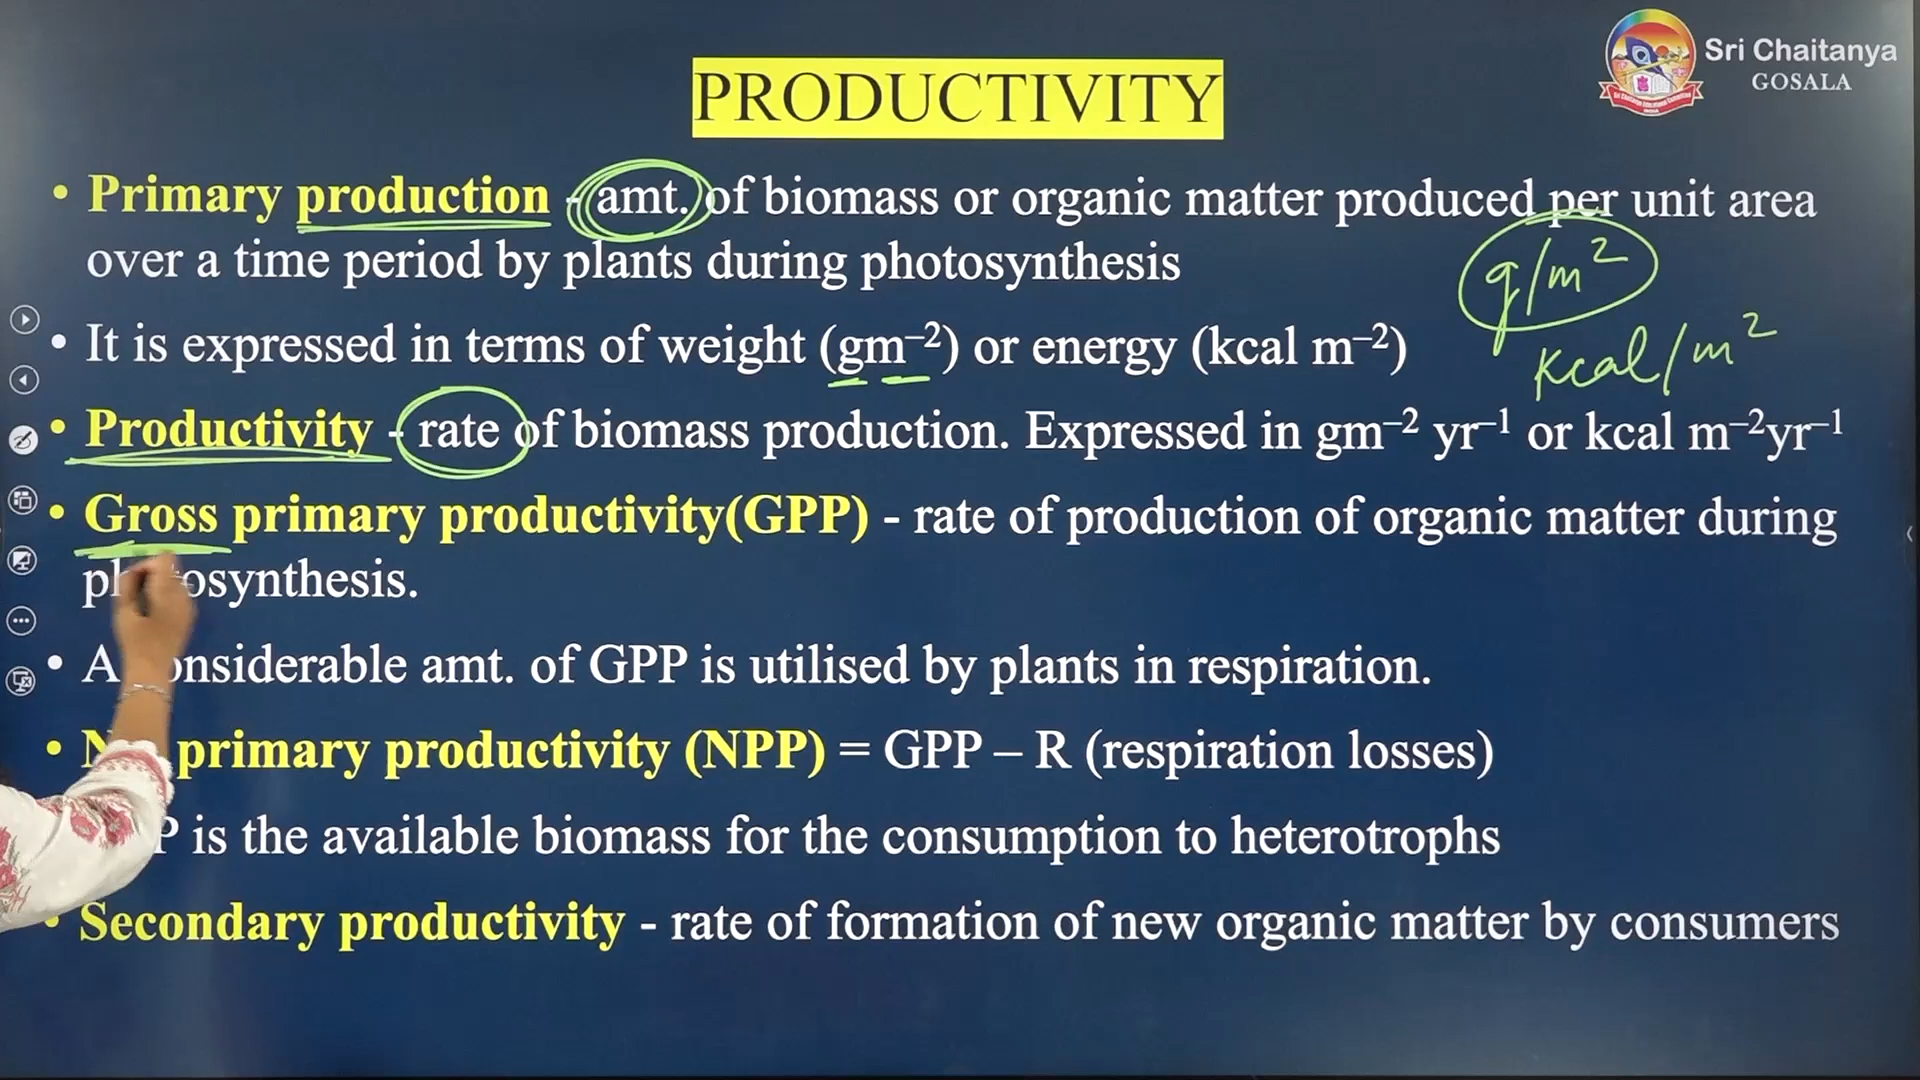 Sri Chaitanya
GOSALA
PRODUCTIVITY
• Primary production - amt. of biomass or organic matter produced per unit area
over a time period by plants during photosynthesis
g/m²
• It is expressed in terms of weight (gm⁻²) or energy (kcal m⁻²)
Kcal/m²
• Productivity - rate of biomass production. Expressed in gm⁻² yr⁻¹ or kcal m⁻²yr⁻¹
• Gross primary productivity(GPP) - rate of production of organic matter during
photosynthesis.
• A considerable amt. of GPP is utilised by plants in respiration.
• primary productivity (NPP) = GPP – R (respiration losses)
is the available biomass for the consumption to heterotrophs
• Secondary productivity - rate of formation of new organic matter by consumers